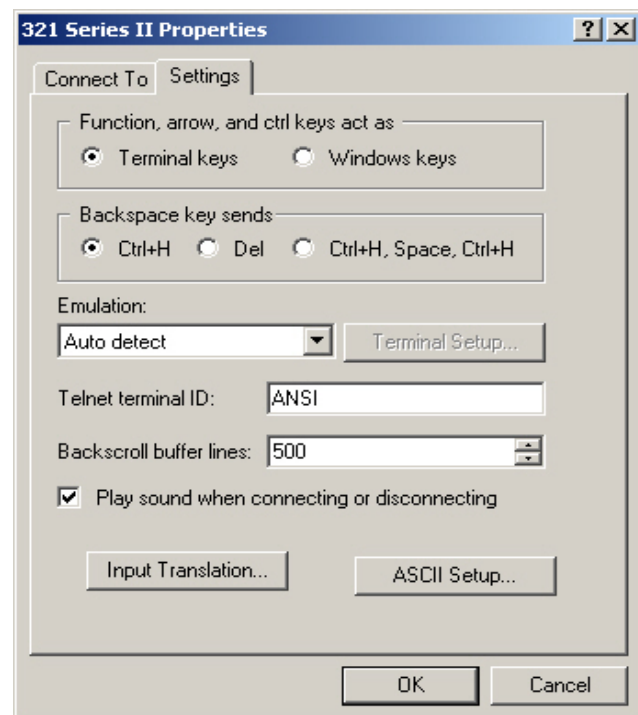 321 Series II Properties
Connect To Settings
Function, arrow, and ctrl keys act as
Terminal keys Windows keys
Backspace key sends
Ctrl+H Del Ctrl+H, Space, Ctrl+H
Emulation:
Auto detect Terminal Setup...
Telnet terminal ID: ANSI
Backscroll buffer lines: 500
Play sound when connecting or disconnecting
Input Translation... ASCII Setup...
OK Cancel